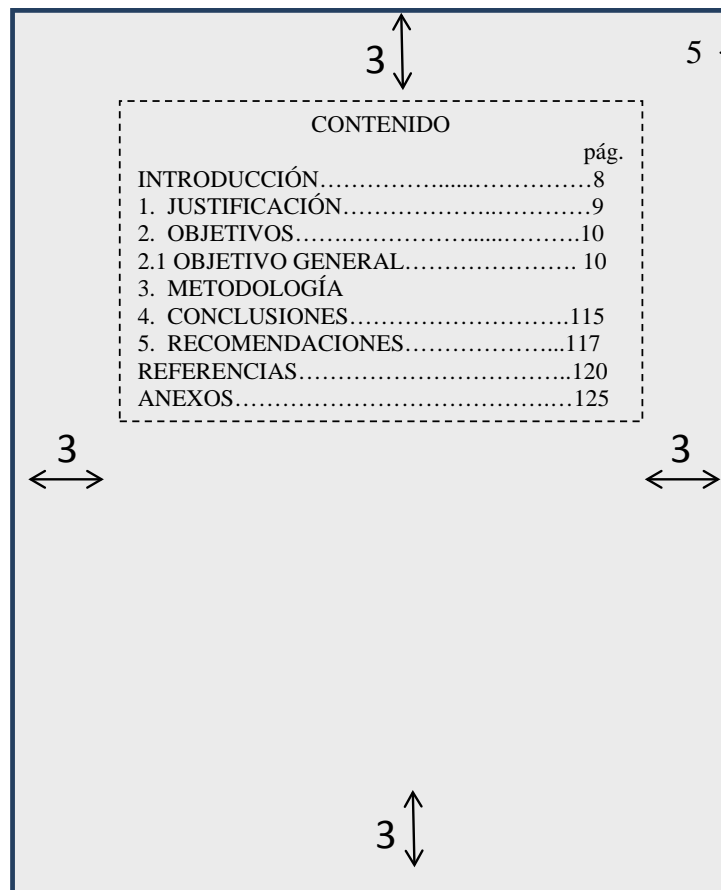 3
5
CONTENIDO
pág.
INTRODUCCIÓN……………......……………8
1. JUSTIFICACIÓN………………...…………9
2. OBJETIVOS…….…………….....……….10
2.1 OBJETIVO GENERAL…………………. 10
3. METODOLOGÍA
4. CONCLUSIONES……………………….115
5. RECOMENDACIONES………………...117
REFERENCIAS………………………………..120
ANEXOS……………………………………….…125
3
3
3